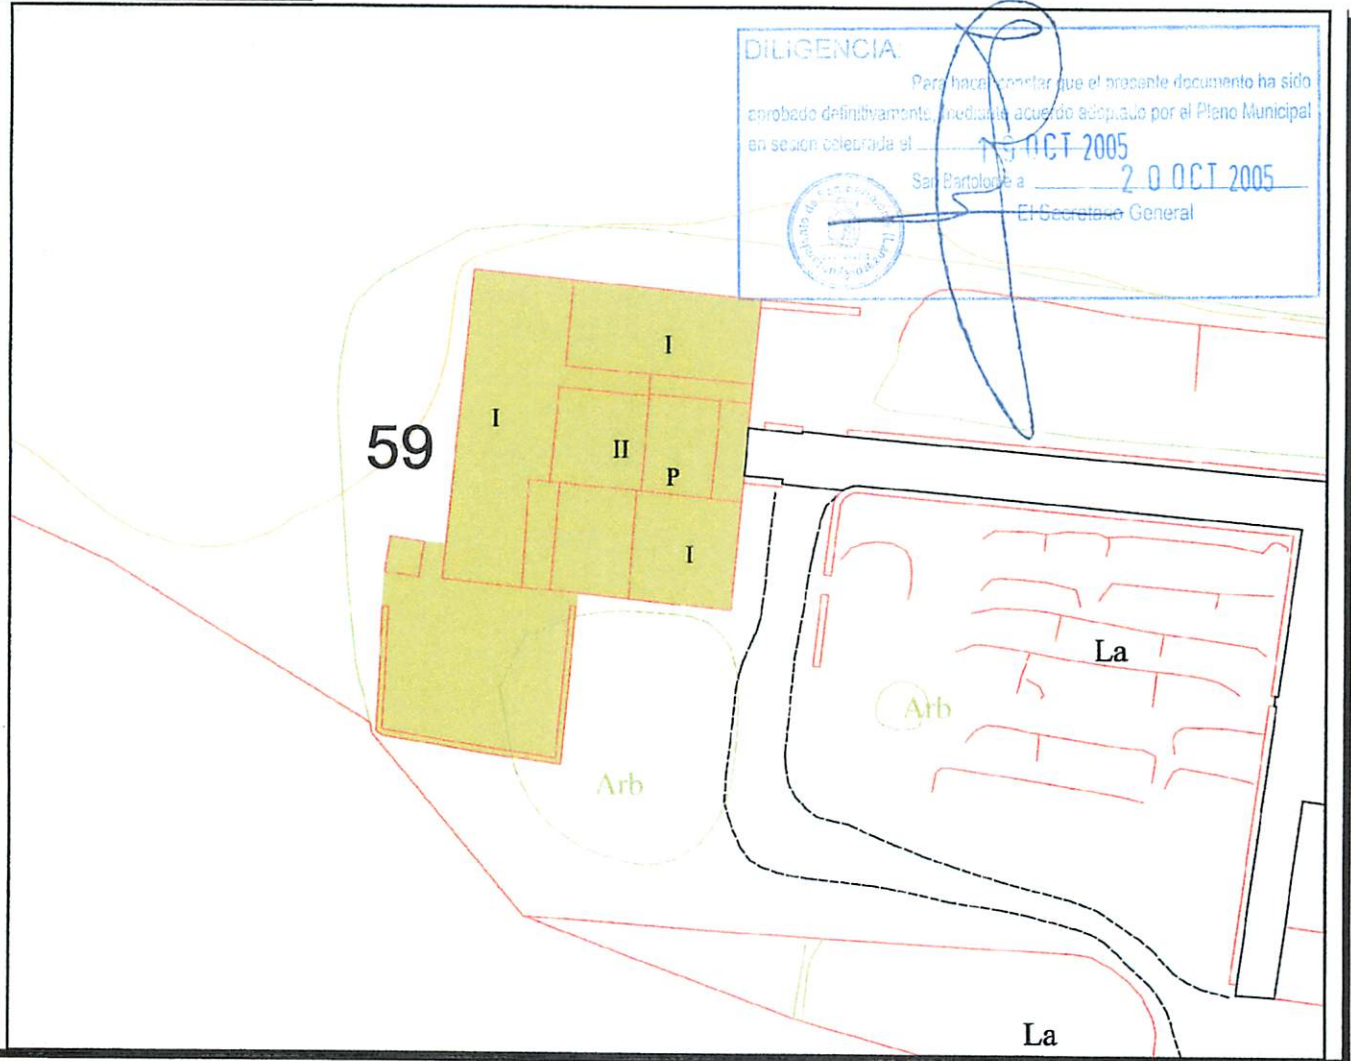 DILIGENCIA:
Para hacer constar que el presente documento ha sido
aprobado definitivamente, mediante acuerdo adoptado por el Pleno Municipal
en sesión celebrada el 19 OCT 2005
San Bartolomé a 20 OCT 2005
El Secretario General
I
I
59
II
P
I
La
Arb
Arb
La